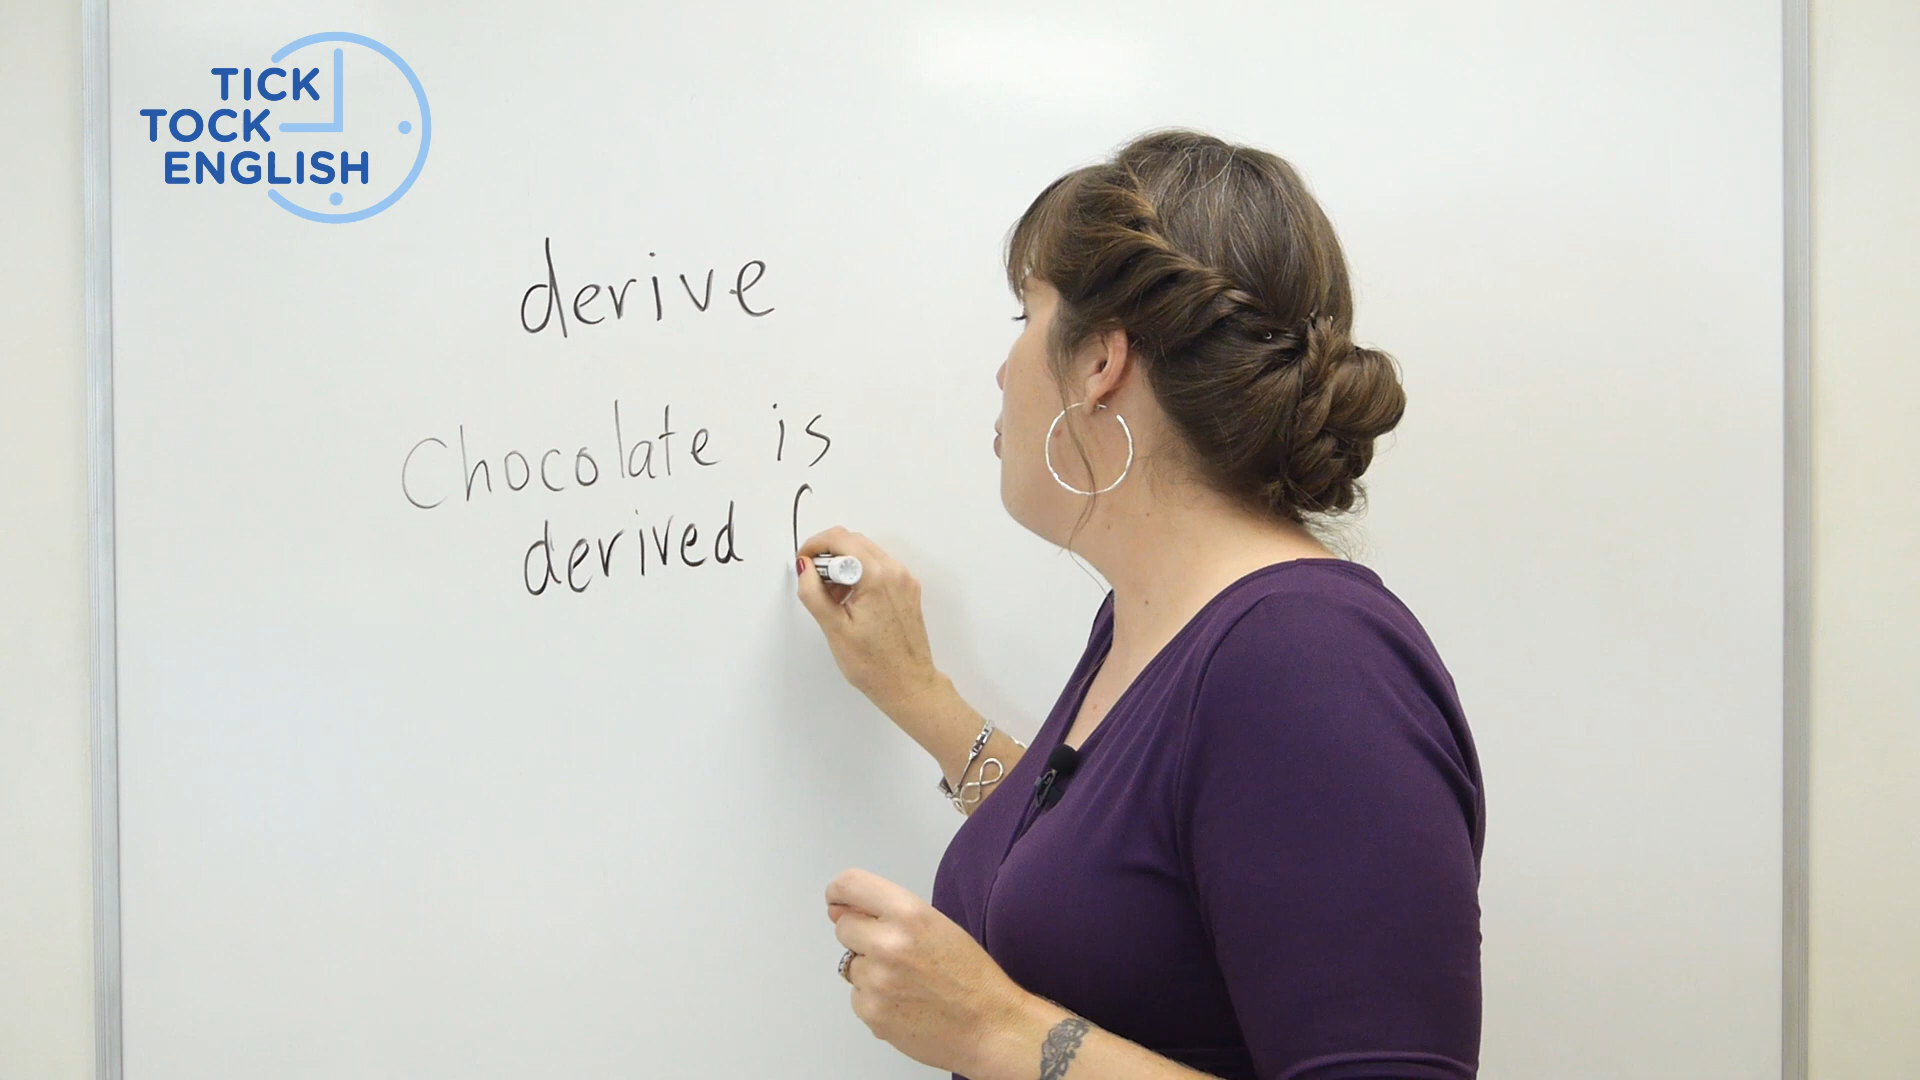 TICK
TOCK
ENGLISH
derive
Chocolate is
derived f